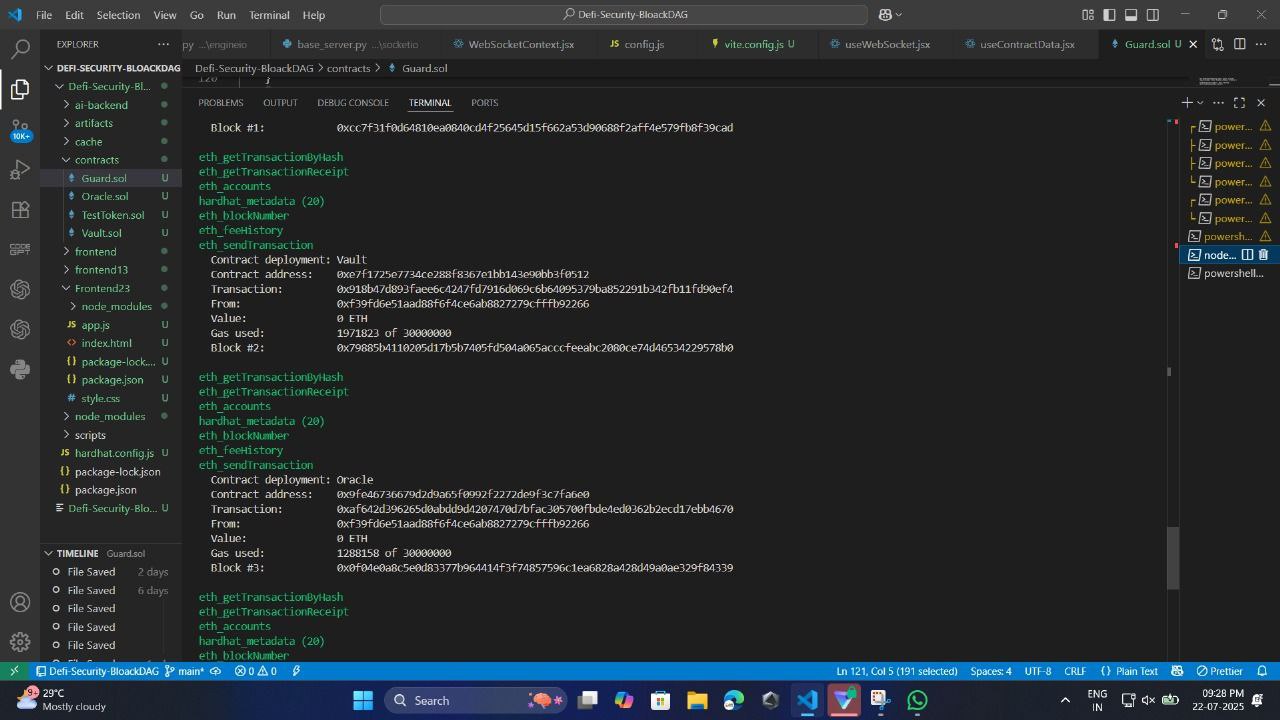 File Edit Selection View Go Run Terminal Help
Defi-Security-BloackDAG
EXPLORER
.py ...\engineio
base_server.py ...\socketio
WebSocketContext.jsx
config.js
vite.config.js U
useWebSocket.jsx
useContractData.jsx
Guard.sol U
DEFI-SECURITY-BLOACKDAG
Defi-Security-BloackDAG > contracts > Guard.sol
120 }
Defi-Security-Bl...
ai-backend
artifacts
cache
contracts
Guard.sol U
Oracle.sol U
TestToken.sol U
Vault.sol U
frontend
frontend13
Frontend23
node_modules
app.js U
index.html U
package-lock.... U
package.json U
style.css U
node_modules
scripts
hardhat.config.js U
package-lock.json
package.json
Defi-Security-Blo... U
10K+
TIMELINE Guard.sol
File Saved 2 days
File Saved 6 days
File Saved
File Saved
File Saved
PROBLEMS OUTPUT DEBUG CONSOLE TERMINAL PORTS
Block #1: 0xcc7f31f0d64810ea0840cd4f25645d15f662a53d90688f2aff4e579fb8f39cad
eth_getTransactionByHash
eth_getTransactionReceipt
eth_accounts
hardhat_metadata (20)
eth_blockNumber
eth_feeHistory
eth_sendTransaction
Contract deployment: Vault
Contract address: 0xe7f1725e7734ce288f8367e1bb143e90bb3f0512
Transaction: 0x918b47d893faee6c4247fd7916d069c6b64095379ba852291b342fb11fd90ef4
From: 0xf39fd6e51aad88f6f4ce6ab8827279cfffb92266
Value: 0 ETH
Gas used: 1971823 of 30000000
Block #2: 0x79885b4110205d17b5b7405fd504a065acccfeeabc2080ce74d46534229578b0
eth_getTransactionByHash
eth_getTransactionReceipt
eth_accounts
hardhat_metadata (20)
eth_blockNumber
eth_feeHistory
eth_sendTransaction
Contract deployment: Oracle
Contract address: 0x9fe46736679d2d9a65f0992f2272de9f3c7fa6e0
Transaction: 0xaf642d396265d0abdd9d4207470d7bfac305700fbde4ed0362b2ecd17ebb4670
From: 0xf39fd6e51aad88f6f4ce6ab8827279cfffb92266
Value: 0 ETH
Gas used: 1288158 of 30000000
Block #3: 0x0f04e0a8c5e0d83377b964414f3f74857596c1ea6828a428d49a0ae329f84339
eth_getTransactionByHash
eth_getTransactionReceipt
eth_accounts
hardhat_metadata (20)
eth_blockNumber
power...
power...
power...
power...
power...
power...
powersh...
node...
powershell...
Defi-Security-BloackDAG main* 0 0
Ln 121, Col 5 (191 selected) Spaces: 4 UTF-8 CRLF {} Plain Text Prettier
9+
29°C
Mostly cloudy
Search
ENG
IN
09:28 PM
22-07-2025